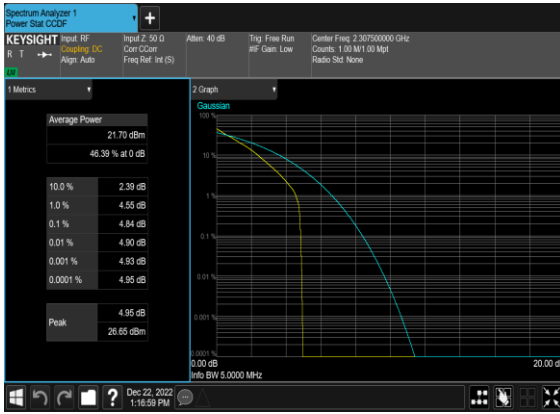 Spectrum Analyzer 1
Power Stat CCDF
+
KEYSIGHT
R T
LV
Input: RF
Coupling: DC
Align: Auto
Input Z: 50 Ω
Corr CCorr
Freq Ref: Int (S)
Atten: 40 dB
Trig: Free Run
#IF Gain: Low
Center Freq: 2.307500000 GHz
Counts: 1.00 M/1.00 Mpt
Radio Std: None
1 Metrics
Average Power
21.70 dBm
46.39 % at 0 dB
10.0 % 2.39 dB
1.0 % 4.55 dB
0.1 % 4.84 dB
0.01 % 4.90 dB
0.001 % 4.93 dB
0.0001 % 4.95 dB
Peak
4.95 dB
26.65 dBm
2 Graph
Gaussian
100 %
10 %
1 %
0.1 %
0.01 %
0.001 %
0.0001 %
0.00 dB
20.00 d
Info BW 5.0000 MHz
?
Dec 22, 2022
1:16:59 PM